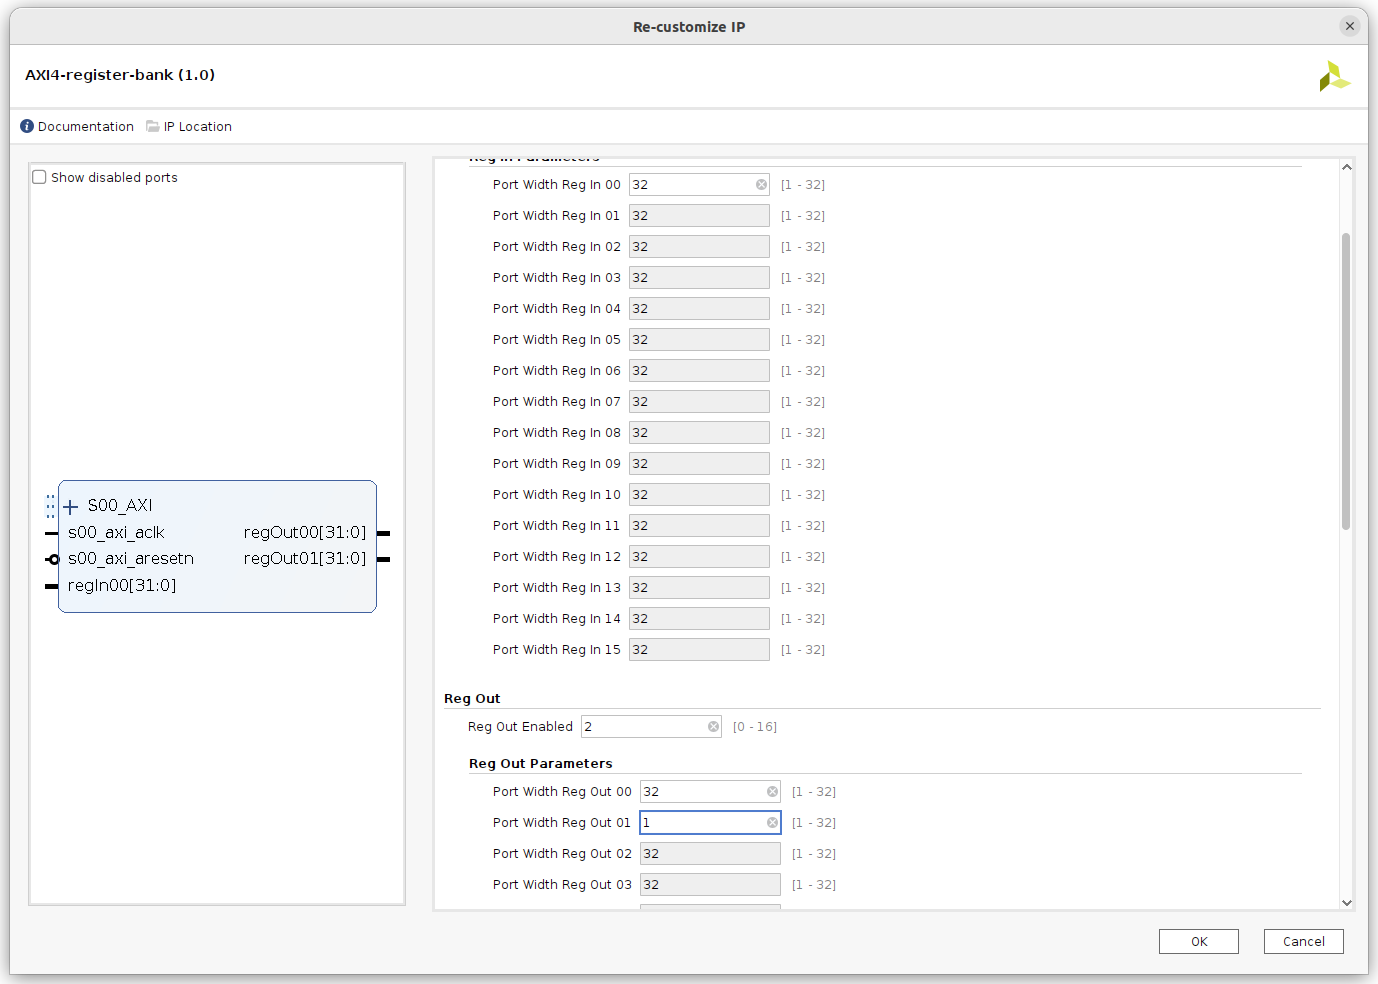 Re-customize IP
AXI4-register-bank (1.0)
Documentation IP Location
Show disabled ports
S00_AXI
s00_axi_aclk regOut00[31:0]
s00_axi_aresetn regOut01[31:0]
regIn00[31:0]
Reg In Parameters
Port Width Reg In 00 32 [1 - 32]
Port Width Reg In 01 32 [1 - 32]
Port Width Reg In 02 32 [1 - 32]
Port Width Reg In 03 32 [1 - 32]
Port Width Reg In 04 32 [1 - 32]
Port Width Reg In 05 32 [1 - 32]
Port Width Reg In 06 32 [1 - 32]
Port Width Reg In 07 32 [1 - 32]
Port Width Reg In 08 32 [1 - 32]
Port Width Reg In 09 32 [1 - 32]
Port Width Reg In 10 32 [1 - 32]
Port Width Reg In 11 32 [1 - 32]
Port Width Reg In 12 32 [1 - 32]
Port Width Reg In 13 32 [1 - 32]
Port Width Reg In 14 32 [1 - 32]
Port Width Reg In 15 32 [1 - 32]
Reg Out
Reg Out Enabled 2 [0 - 16]
Reg Out Parameters
Port Width Reg Out 00 32 [1 - 32]
Port Width Reg Out 01 1 [1 - 32]
Port Width Reg Out 02 32 [1 - 32]
Port Width Reg Out 03 32 [1 - 32]
OK Cancel